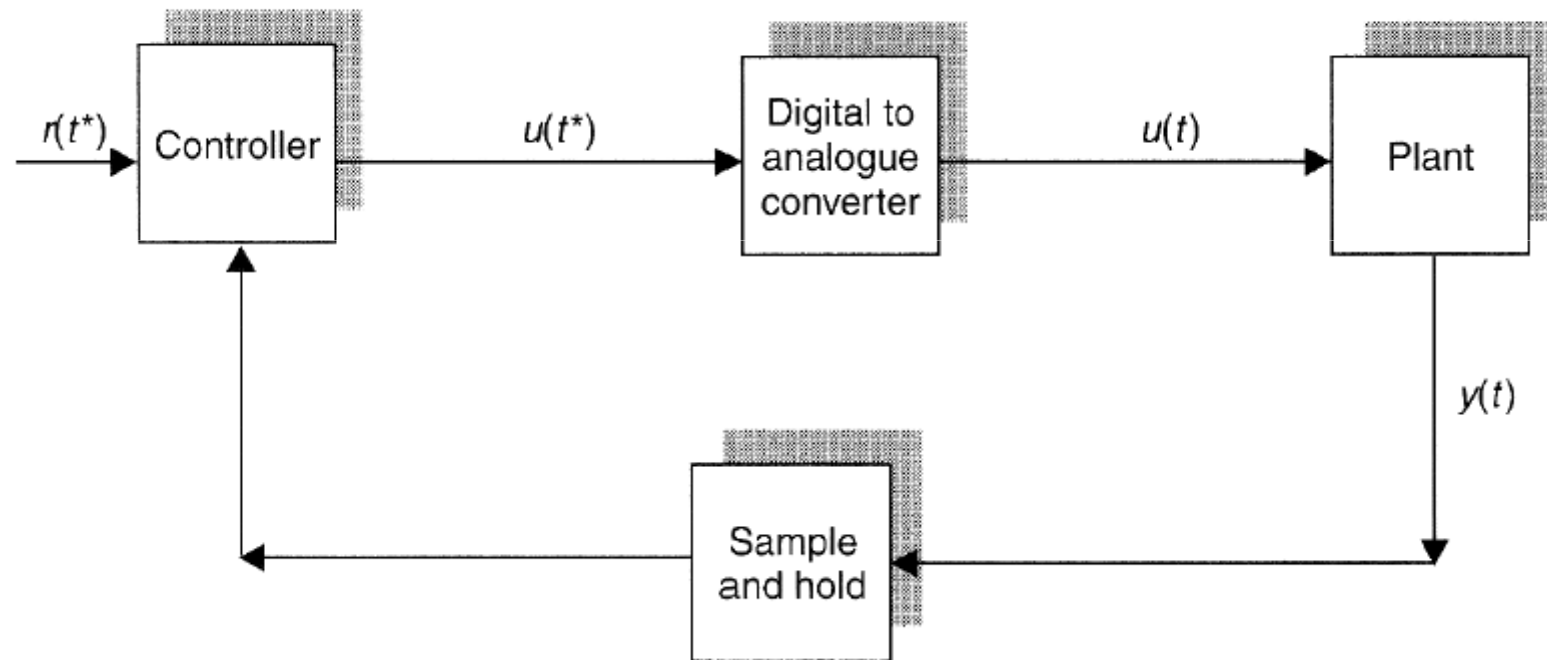 r(t*)
Controller
u(t*)
Digital to
analogue
converter
u(t)
Plant
y(t)
Sample
and hold